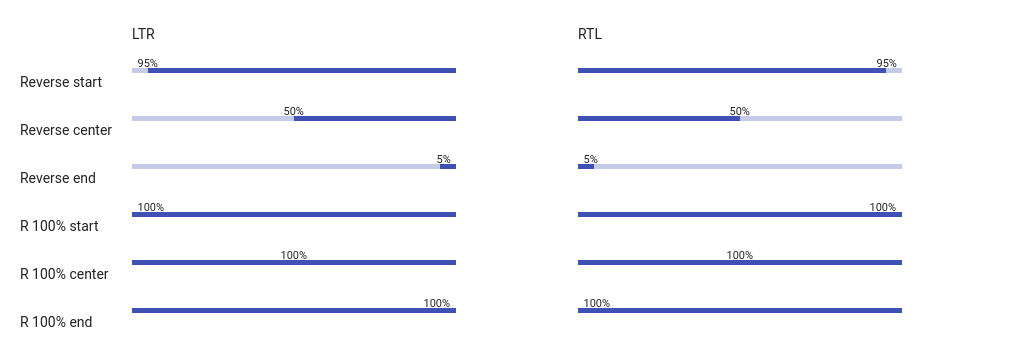 LTR RTL
95% 95%
Reverse start
50% 50%
Reverse center
5% 5%
Reverse end
100% 100%
R 100% start
100% 100%
R 100% center
100% 100%
R 100% end